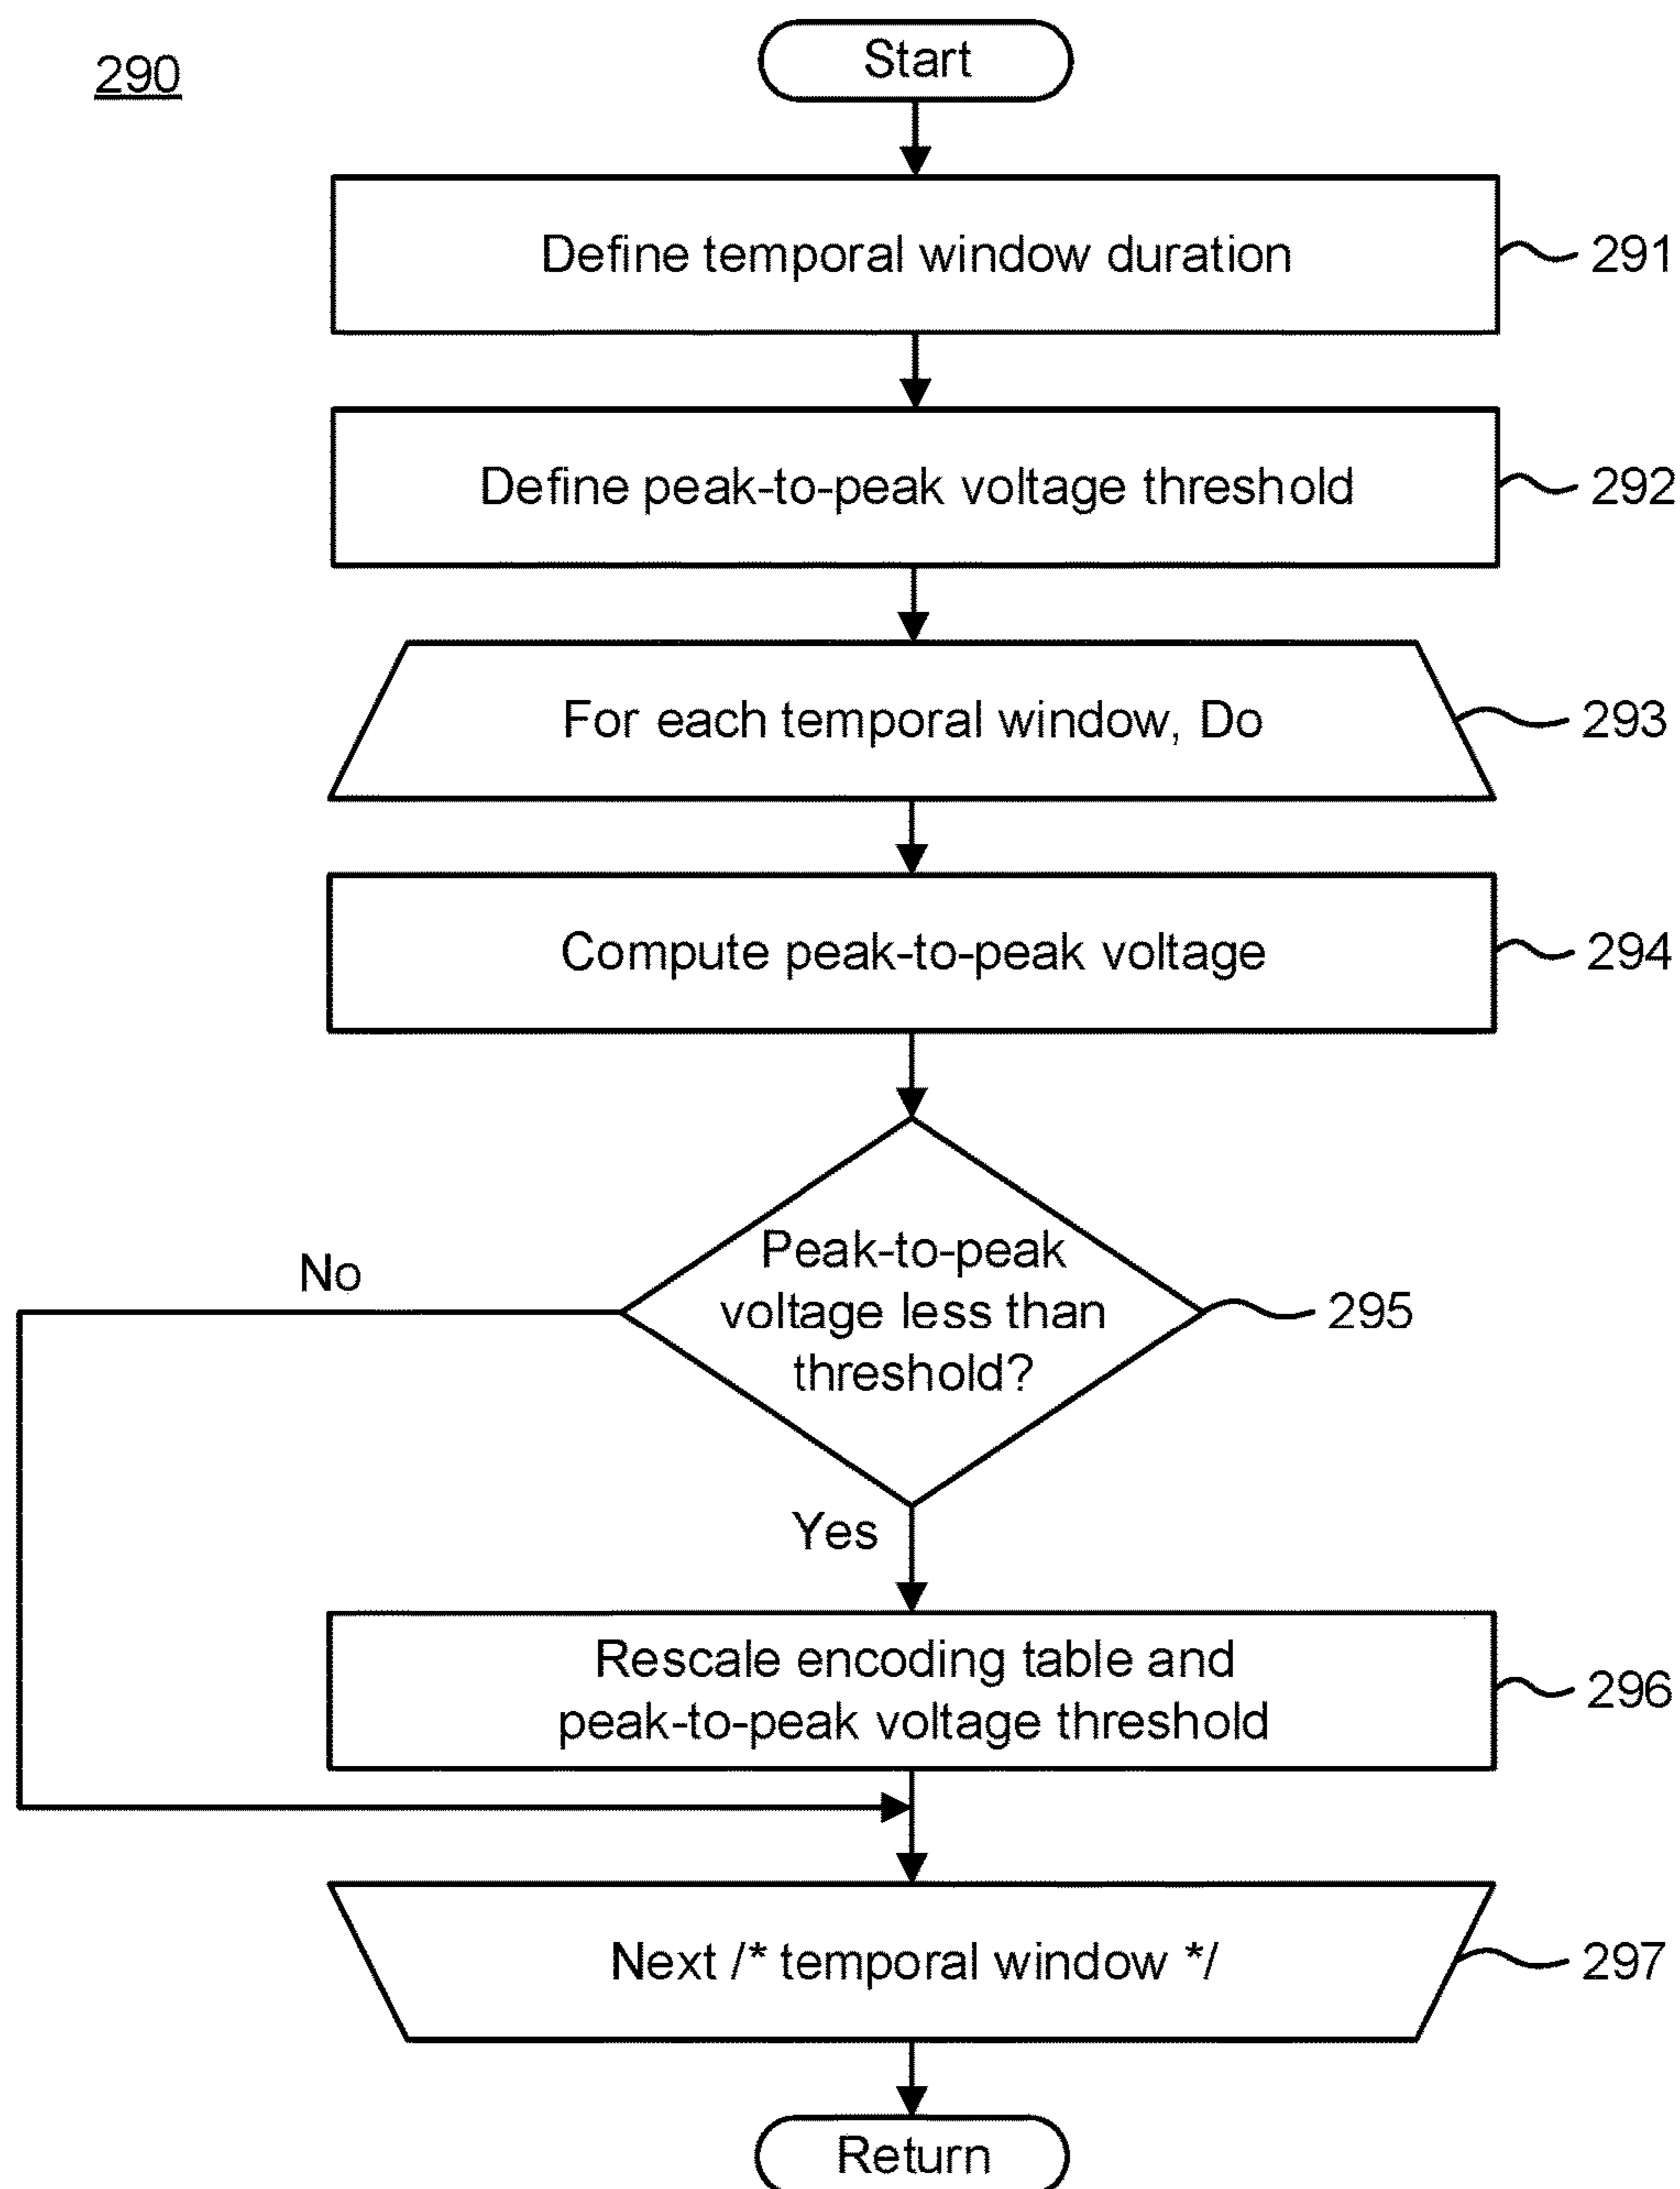 290
Start
Define temporal window duration
291
Define peak-to-peak voltage threshold
292
For each temporal window, Do
293
Compute peak-to-peak voltage
294
Peak-to-peak
voltage less than
threshold?
295
No
Yes
Rescale encoding table and
peak-to-peak voltage threshold
296
Next /* temporal window */
297
Return